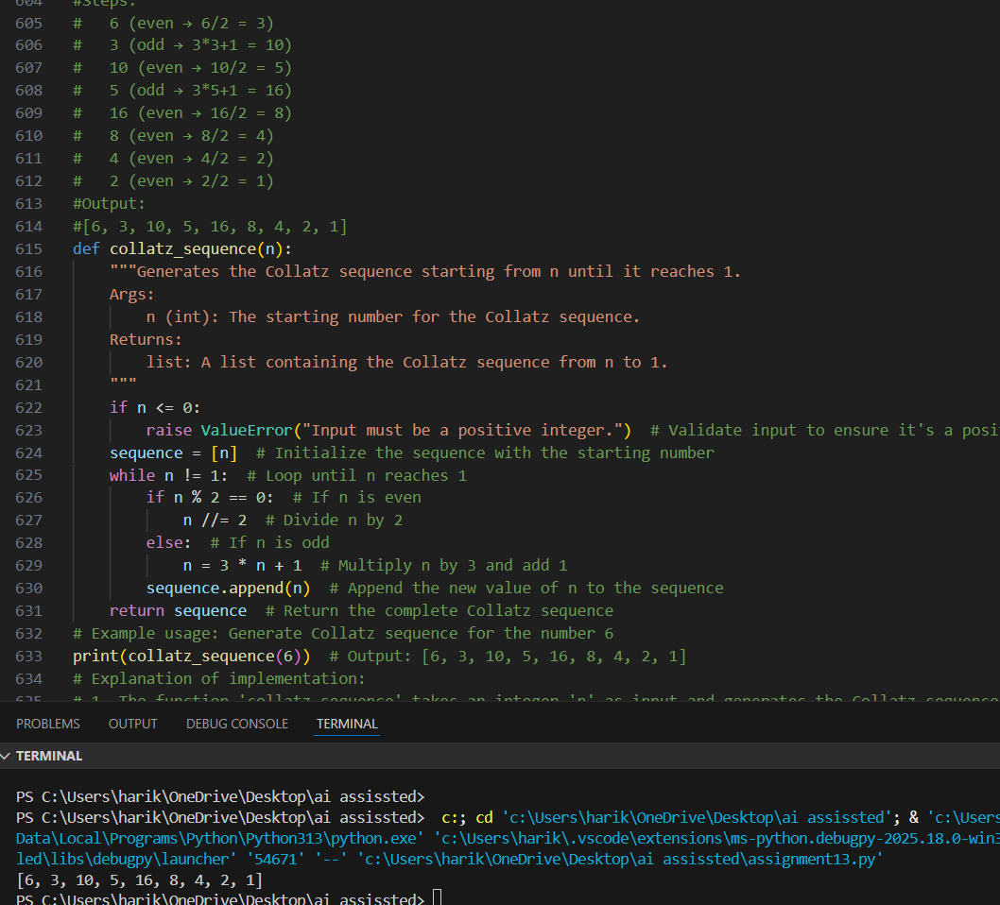 604 #Steps:
605 #   6 (even → 6/2 = 3)
606 #   3 (odd → 3*3+1 = 10)
607 #   10 (even → 10/2 = 5)
608 #   5 (odd → 3*5+1 = 16)
609 #   16 (even → 16/2 = 8)
610 #   8 (even → 8/2 = 4)
611 #   4 (even → 4/2 = 2)
612 #   2 (even → 2/2 = 1)
613 #Output:
614 #[6, 3, 10, 5, 16, 8, 4, 2, 1]
615 def collatz_sequence(n):
616     """Generates the Collatz sequence starting from n until it reaches 1.
617     Args:
618         n (int): The starting number for the Collatz sequence.
619     Returns:
620         list: A list containing the Collatz sequence from n to 1.
621     """
622     if n <= 0:
623         raise ValueError("Input must be a positive integer.")  # Validate input to ensure it's a posi
624     sequence = [n]  # Initialize the sequence with the starting number
625     while n != 1:  # Loop until n reaches 1
626         if n % 2 == 0:  # If n is even
627             n //= 2  # Divide n by 2
628         else:  # If n is odd
629             n = 3 * n + 1  # Multiply n by 3 and add 1
630         sequence.append(n)  # Append the new value of n to the sequence
631     return sequence  # Return the complete Collatz sequence
632 # Example usage: Generate Collatz sequence for the number 6
633 print(collatz_sequence(6))  # Output: [6, 3, 10, 5, 16, 8, 4, 2, 1]
634 # Explanation of implementation:
635 # 1. The function 'collatz_sequence' takes an integer 'n' as input and generates the Collatz sequence
PROBLEMS OUTPUT DEBUG CONSOLE TERMINAL
TERMINAL
PS C:\Users\harik\OneDrive\Desktop\ai assissted>
PS C:\Users\harik\OneDrive\Desktop\ai assissted>  c:; cd 'c:\Users\harik\OneDrive\Desktop\ai assissted'; & 'c:\Users
Data\Local\Programs\Python\Python313\python.exe' 'c:\Users\harik\.vscode\extensions\ms-python.debugpy-2025.18.0-win3
led\libs\debugpy\launcher' '54671' '--' 'c:\Users\harik\OneDrive\Desktop\ai assissted\assignment13.py'
[6, 3, 10, 5, 16, 8, 4, 2, 1]
PS C:\Users\harik\OneDrive\Desktop\ai assissted>